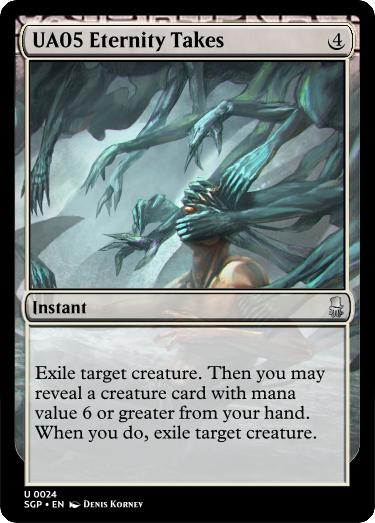 UA05 Eternity Takes 4
Instant
Exile target creature. Then you may
reveal a creature card with mana
value 6 or greater from your hand.
When you do, exile target creature.
U 0024
SGP • EN Denis Kornev